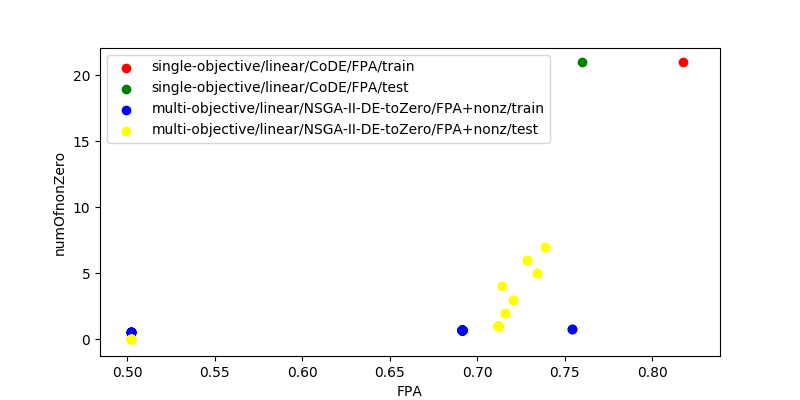 single-objective/linear/CoDE/FPA/train
single-objective/linear/CoDE/FPA/test
multi-objective/linear/NSGA-II-DE-toZero/FPA+nonz/train
multi-objective/linear/NSGA-II-DE-toZero/FPA+nonz/test
20
15
10
5
0
numOfnonZero
0.50 0.55 0.60 0.65 0.70 0.75 0.80
FPA